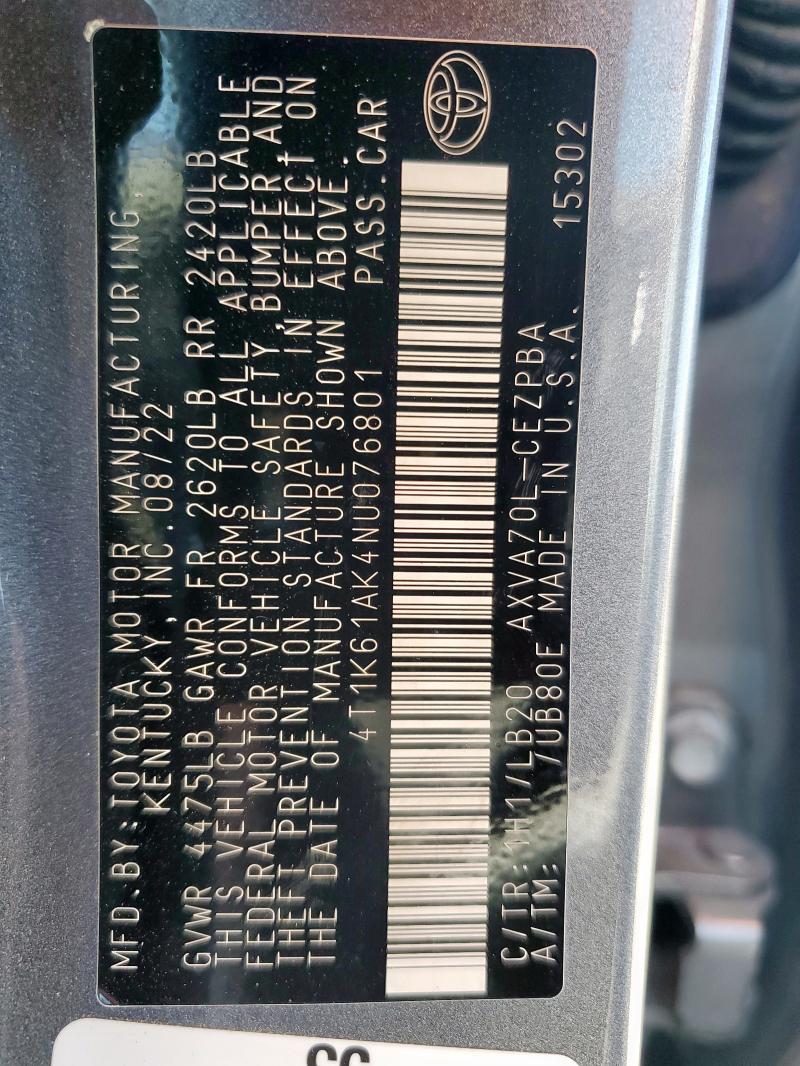 MFD.BY:TOYOTA MOTOR MANUFACTURING,
KENTUCKY, INC.08/22
GVWR 4475LB GAWR FR 2620LB RR 2420LB
THIS VEHICLE CONFORMS TO ALL APPLICABLE
FEDERAL MOTOR VEHICLE SAFETY, BUMPER,AND
THEFT PREVENTION STANDARDS IN EFFECT ON
THE DATE OF MANUFACTURE SHOWN ABOVE.
4T1K61AK4NU076801 PASS.CAR
C/TR: 1H1/LB20 AXVA70L-CEZPBA
A/TM: /UB80E MADE IN U.S.A. 15302